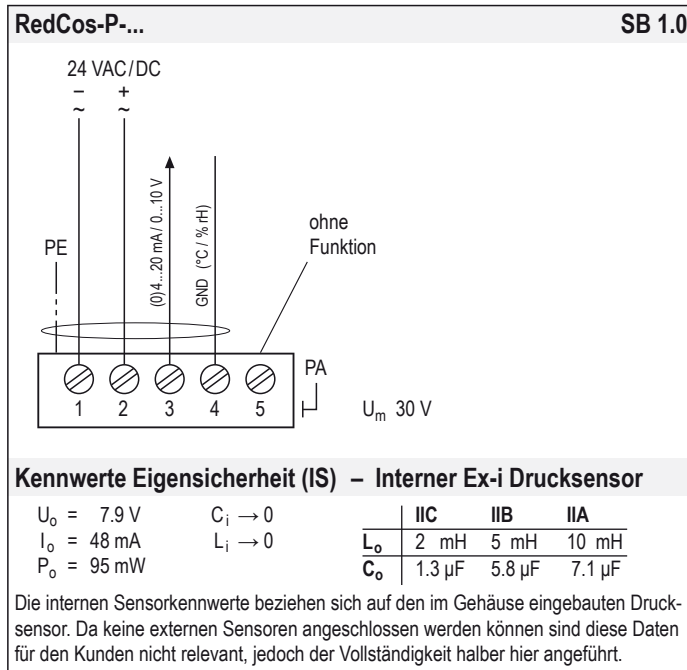 RedCos-P-... SB 1.0
24 VAC/DC
– +
~ ~
(0)4...20 mA / 0...10 V
GND (°C / % rH)
ohne
Funktion
PE
PA
1 2 3 4 5
Um 30 V
Kennwerte Eigensicherheit (IS) – Interner Ex-i Drucksensor
Uo = 7.9 V Ci → 0 IIC IIB IIA
Io = 48 mA Li → 0 Lo 2 mH 5 mH 10 mH
Po = 95 mW Co 1.3 µF 5.8 µF 7.1 µF
Die internen Sensorkennwerte beziehen sich auf den im Gehäuse eingebauten Druck-
sensor. Da keine externen Sensoren angeschlossen werden können sind diese Daten
für den Kunden nicht relevant, jedoch der Vollständigkeit halber hier angeführt.